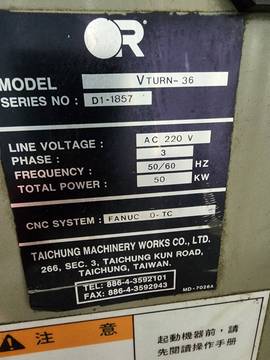 MODEL VTURN-36
SERIES NO : D1-1857
LINE VOLTAGE : AC 220 V
PHASE : 3
FREQUENCY : 50/60 HZ
TOTAL POWER : 50 KW
CNC SYSTEM : FANUC 0-TC
TAICHUNG MACHINERY WORKS CO., LTD.
266, SEC. 3, TAICHUNG KUN ROAD,
TAICHUNG, TAIWAN.
TEL: 886-4-3592101
FAX: 886-4-3592943
MD-7026A
注意
起動機器前，請
先閱讀操作手冊